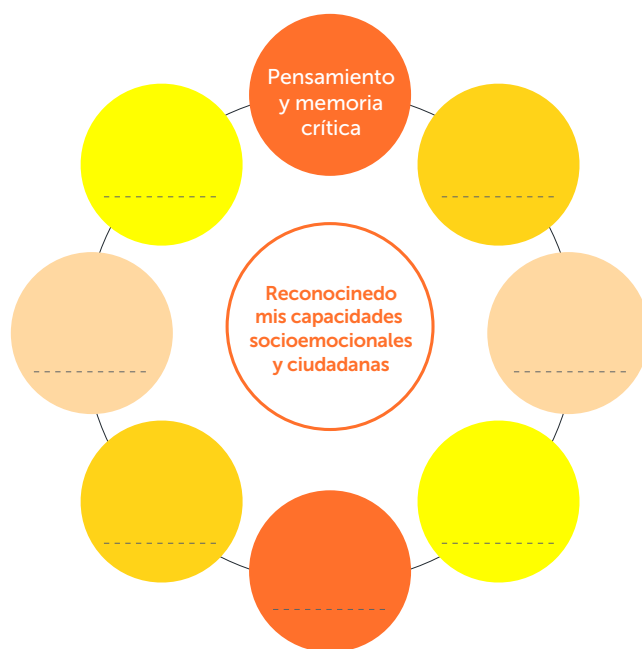 Pensamiento
y memoria
crítica
Reconocinedo
mis capacidades
socioemocionales
y ciudadanas